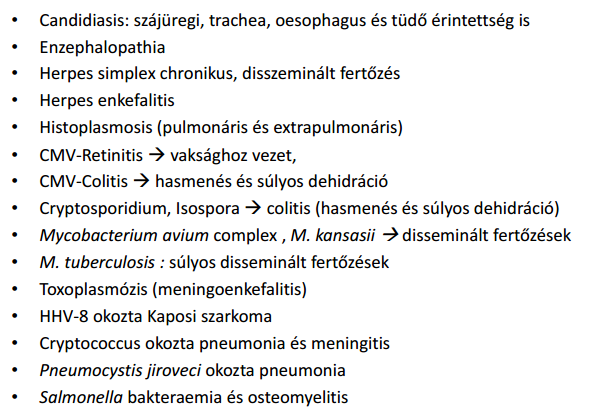 • Candidiasis: szájüregi, trachea, oesophagus és tüdő érintettség is
• Enzephalopathia
• Herpes simplex chronikus, disszeminált fertőzés
• Herpes enkefalitis
• Histoplasmosis (pulmonáris és extrapulmonáris)
• CMV-Retinitis → vaksághoz vezet,
• CMV-Colitis → hasmenés és súlyos dehidráció
• Cryptosporidium, Isospora → colitis (hasmenés és súlyos dehidráció)
• Mycobacterium avium complex , M. kansasii → disseminált fertőzések
• M. tuberculosis : súlyos disseminált fertőzések
• Toxoplasmózis (meningoenkefalitis)
• HHV-8 okozta Kaposi szarkoma
• Cryptococcus okozta pneumonia és meningitis
• Pneumocystis jiroveci okozta pneumonia
• Salmonella bakteraemia és osteomyelitis